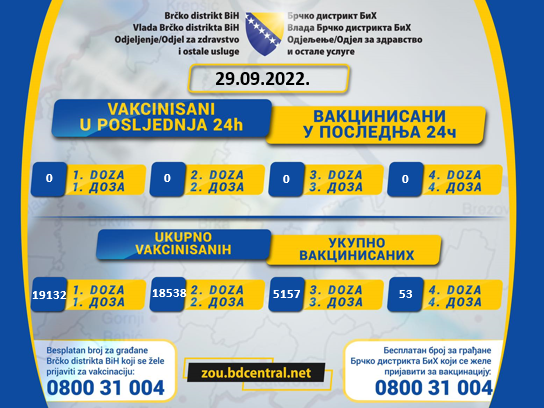 Brčko distrikt BiH
Vlada Brčko distrikta BiH
Odjeljenje/Odjel za zdravstvo
i ostale usluge
Брчко дистрикт БиХ
Влада Брчко дистрикта БиХ
Одјељење/Одјел за здравство
и остале услуге
29.09.2022.
VAKCINISANI
U POSLJEDNJA 24h
ВАКЦИНИСАНИ
У ПОСЛЕДЊА 24ч
0
1. DOZA
1. ДОЗА
0
2. DOZA
2. ДОЗА
0
3. DOZA
3. ДОЗА
0
4. DOZA
4. ДОЗА
UKUPNO
VAKCINISANIH
УКУПНО
ВАКЦИНИСАНИХ
19132
1. DOZA
1. ДОЗА
18538
2. DOZA
2. ДОЗА
5157
3. DOZA
3. ДОЗА
53
4. DOZA
4. ДОЗА
Besplatan broj za građane
Brčko distrikta BiH koji se žele
prijaviti za vakcinaciju:
0800 31 004
zou.bdcentral.net
Бесплатан број за грађане
Брчко дистрикта БиХ који се желе
пријавити за вакцинацију:
0800 31 004